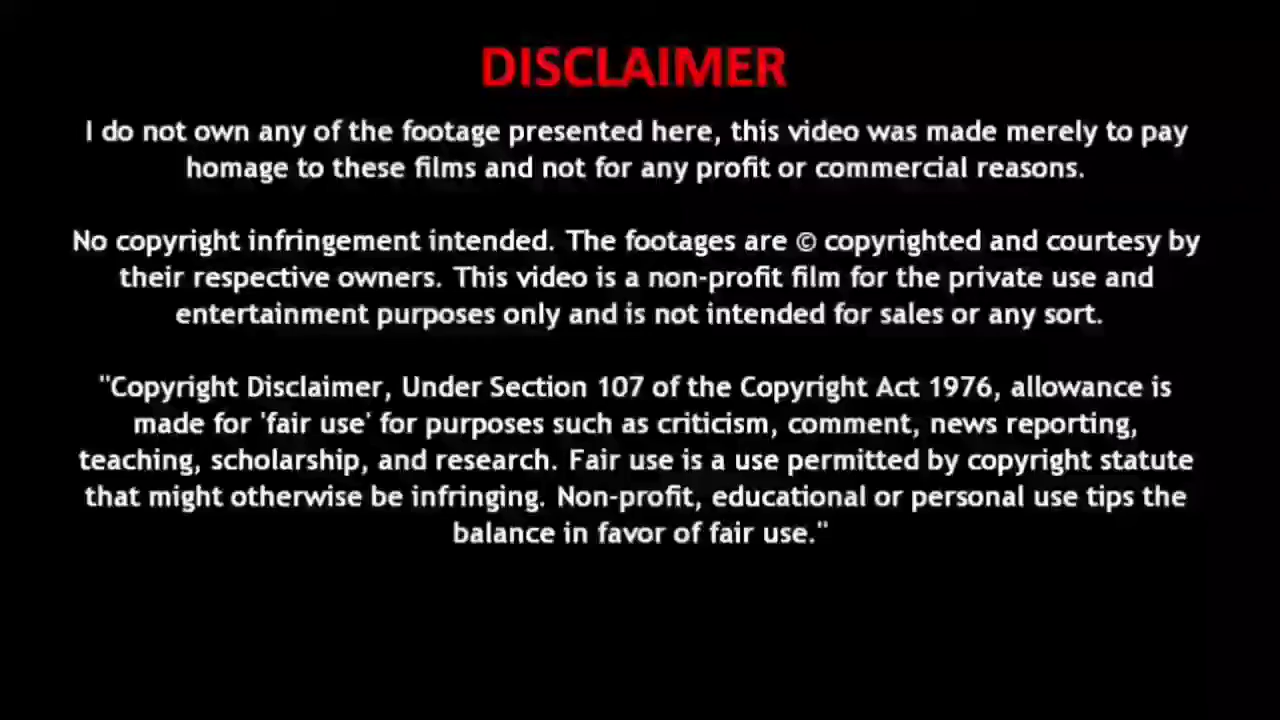 DISCLAIMER
I do not own any of the footage presented here, this video was made merely to pay
homage to these films and not for any profit or commercial reasons.
No copyright infringement intended. The footages are © copyrighted and courtesy by
their respective owners. This video is a non-profit film for the private use and
entertainment purposes only and is not intended for sales or any sort.
"Copyright Disclaimer, Under Section 107 of the Copyright Act 1976, allowance is
made for 'fair use' for purposes such as criticism, comment, news reporting,
teaching, scholarship, and research. Fair use is a use permitted by copyright statute
that might otherwise be infringing. Non-profit, educational or personal use tips the
balance in favor of fair use."